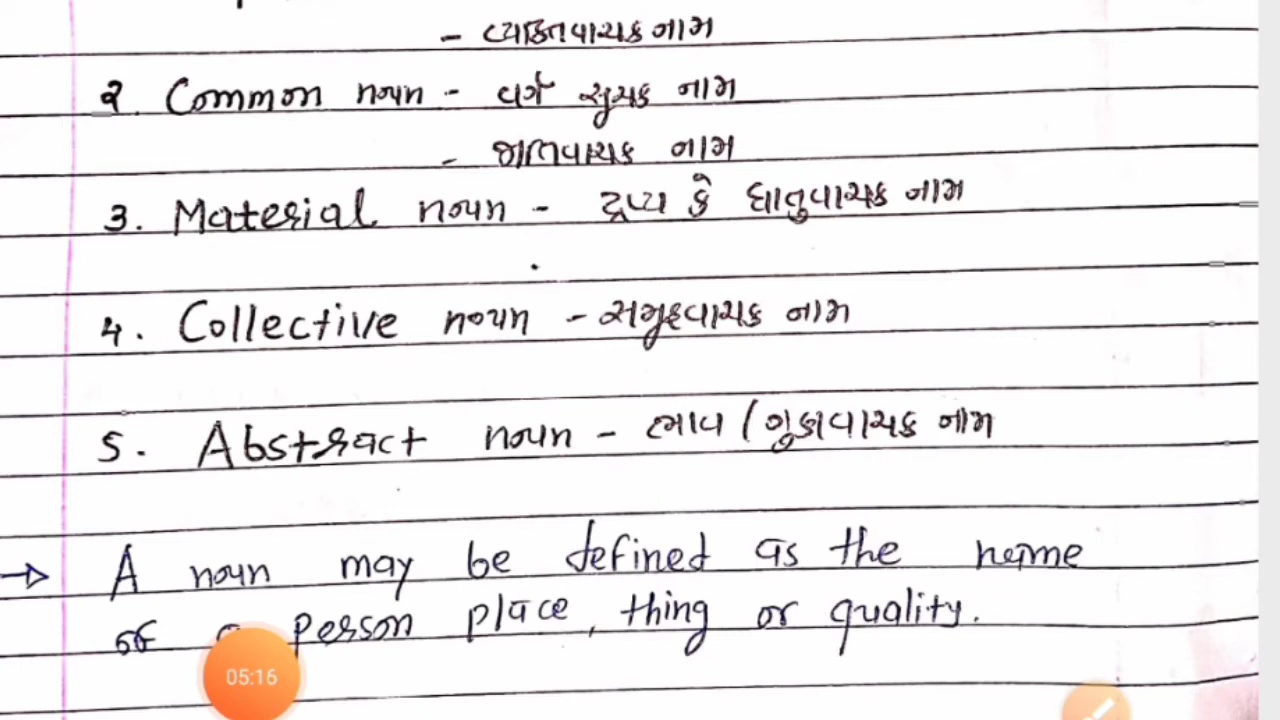 - વ્યક્તિવાચક નામ
2. Common noun - વર્ગ સૂચક નામ
- જાતિવાચક નામ
3. Material noun - દ્રવ્ય કે ધાતુવાચક નામ
4. Collective noun - સમૂહવાચક નામ
5. Abstract noun - ભાવ / ગુણવાચક નામ
→ A noun may be defined as the name
of a person place, thing or quality.
05:16